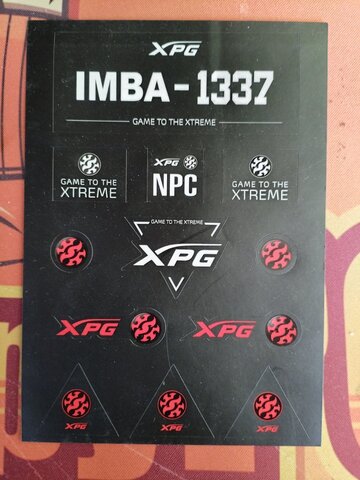 XPG
IMBA - 1337
GAME TO THE XTREME
GAME TO THE
XTREME
XPG
NPC
GAME TO THE
XTREME
GAME TO THE XTREME
XPG
XPG
XPG
XPG
XPG
XPG